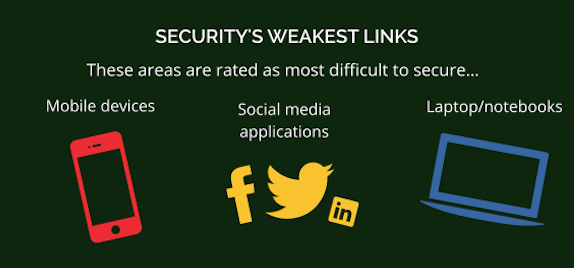 SECURITY'S WEAKEST LINKS
These areas are rated as most difficult to secure...
Mobile devices
Social media
applications
Laptop/notebooks
f
in